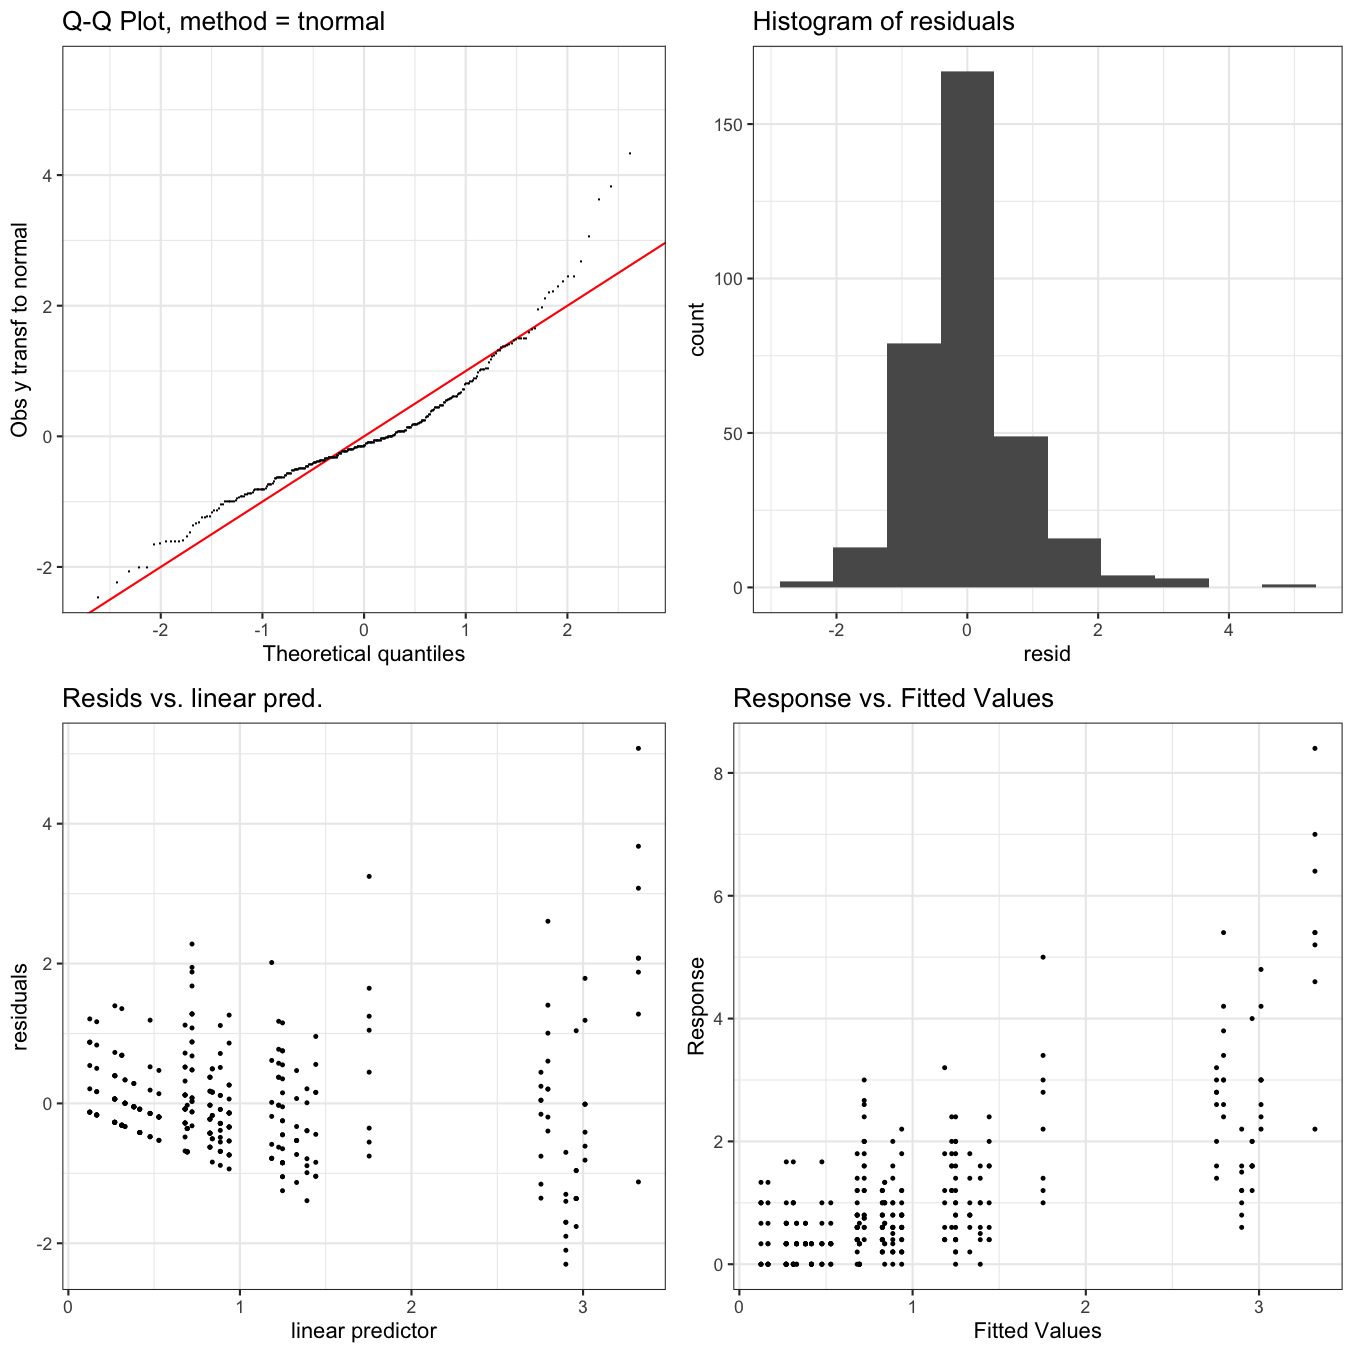 Q-Q Plot, method = tnormal
Obs y transf to normal
4
2
0
-2
-2
-1
0
1
2
Theoretical quantiles
Histogram of residuals
count
150
100
50
0
-2
0
2
4
resid
Resids vs. linear pred.
residuals
4
2
0
-2
0
1
2
3
linear predictor
Response vs. Fitted Values
Response
8
6
4
2
0
0
1
2
3
Fitted Values